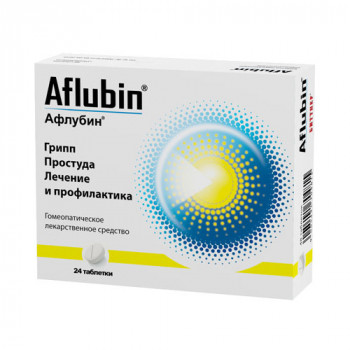 Aflubin®
Афлубин®
Грипп
Простуда
Лечение
и профилактика
Гомеопатическое
лекарственное средство
24 таблетки
Aflubin®